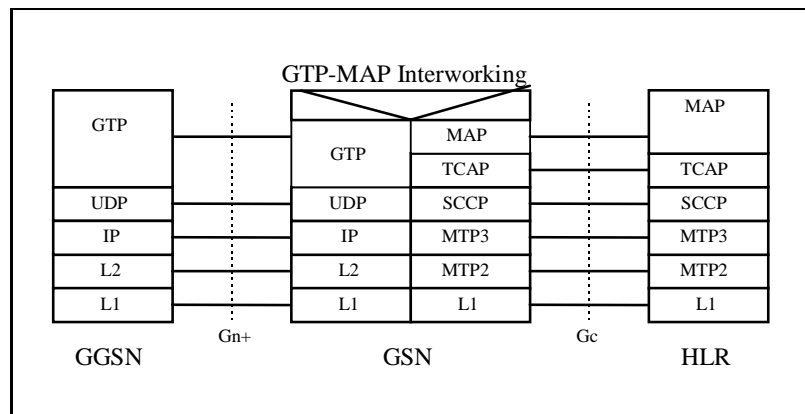 GTP-MAP Interworking
GTP
GTP
MAP
MAP
TCAP
TCAP
UDP
UDP
SCCP
SCCP
IP
IP
MTP3
MTP3
L2
L2
MTP2
MTP2
L1
L1
L1
L1
Gn+
Gc
GGSN
GSN
HLR